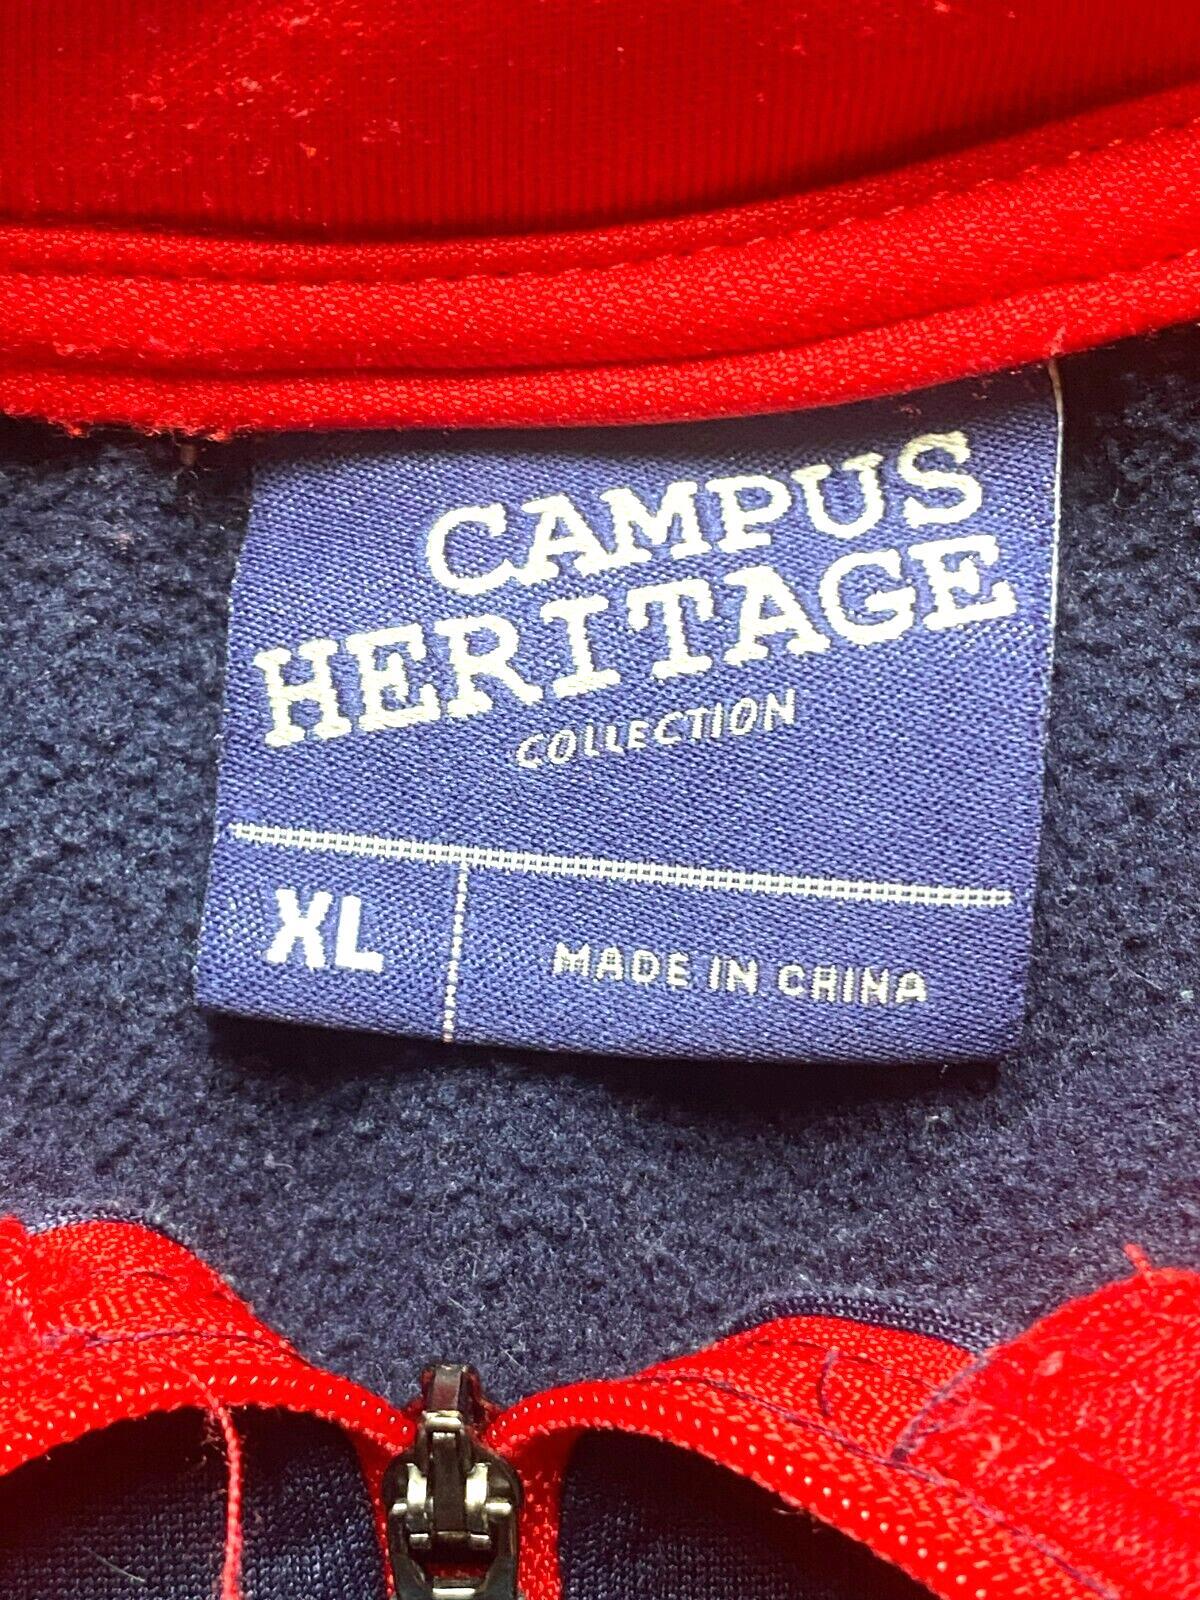 CAMPUS
HERITAGE
COLLECTION
XL
MADE IN CHINA